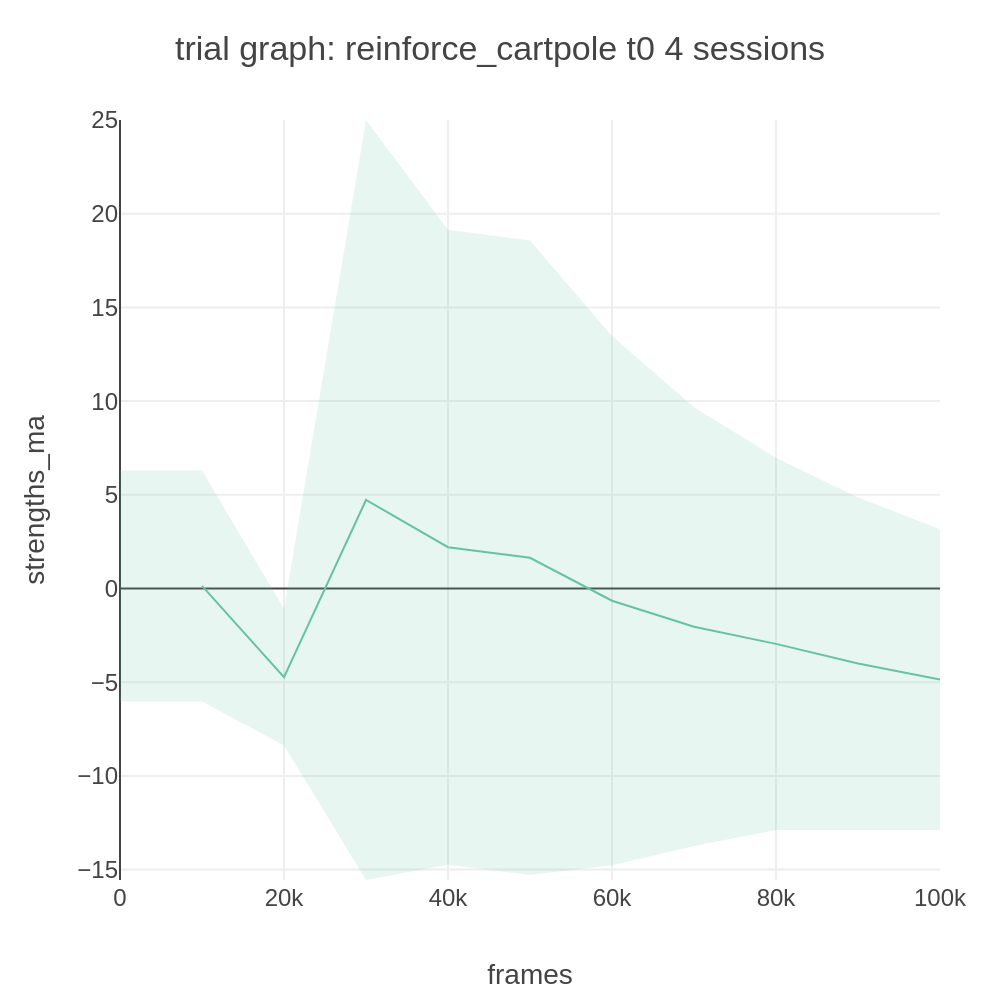 trial graph: reinforce_cartpole t0 4 sessions
25
20
15
10
5
0
−5
−10
−15
strengths_ma
0
20k
40k
60k
80k
100k
frames